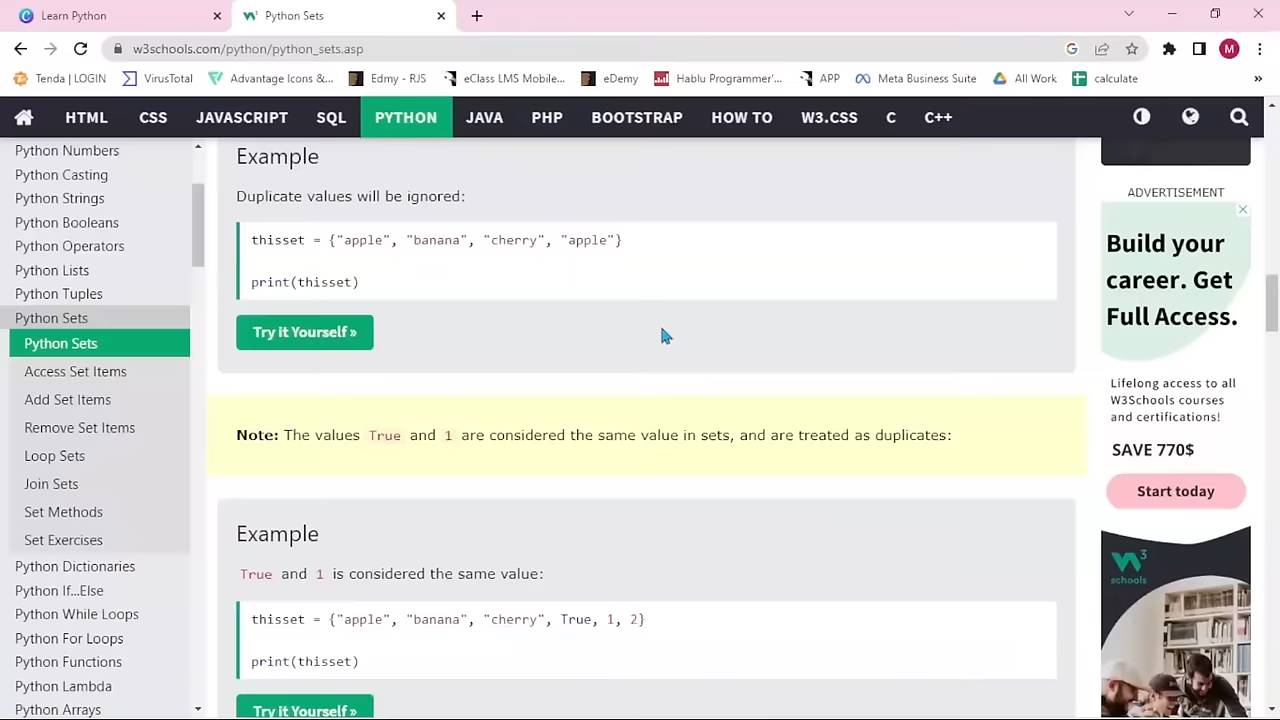 Learn Python
Python Sets
w3schools.com/python/python_sets.asp
M
Tenda | LOGIN
VirusTotal
Advantage Icons &...
Edmy - RJS
eClass LMS Mobile...
eDemy
Hablu Programmer'...
APP
Meta Business Suite
All Work
calculate
»
HTML
CSS
JAVASCRIPT
SQL
PYTHON
JAVA
PHP
BOOTSTRAP
HOW TO
W3.CSS
C
C++
Python Numbers
Python Casting
Python Strings
Python Booleans
Python Operators
Python Lists
Python Tuples
Python Sets
Python Sets
Access Set Items
Add Set Items
Remove Set Items
Loop Sets
Join Sets
Set Methods
Set Exercises
Python Dictionaries
Python If...Else
Python While Loops
Python For Loops
Python Functions
Python Lambda
Python Arrays
Example
Duplicate values will be ignored:
thisset = {"apple", "banana", "cherry", "apple"}
print(thisset)
Try it Yourself »
Note: The values True and 1 are considered the same value in sets, and are treated as duplicates:
Example
True and 1 is considered the same value:
thisset = {"apple", "banana", "cherry", True, 1, 2}
print(thisset)
Try it Yourself »
ADVERTISEMENT
Build your
career. Get
Full Access.
Lifelong access to all
W3Schools courses
and certifications!
SAVE 770$
Start today
W3
schools